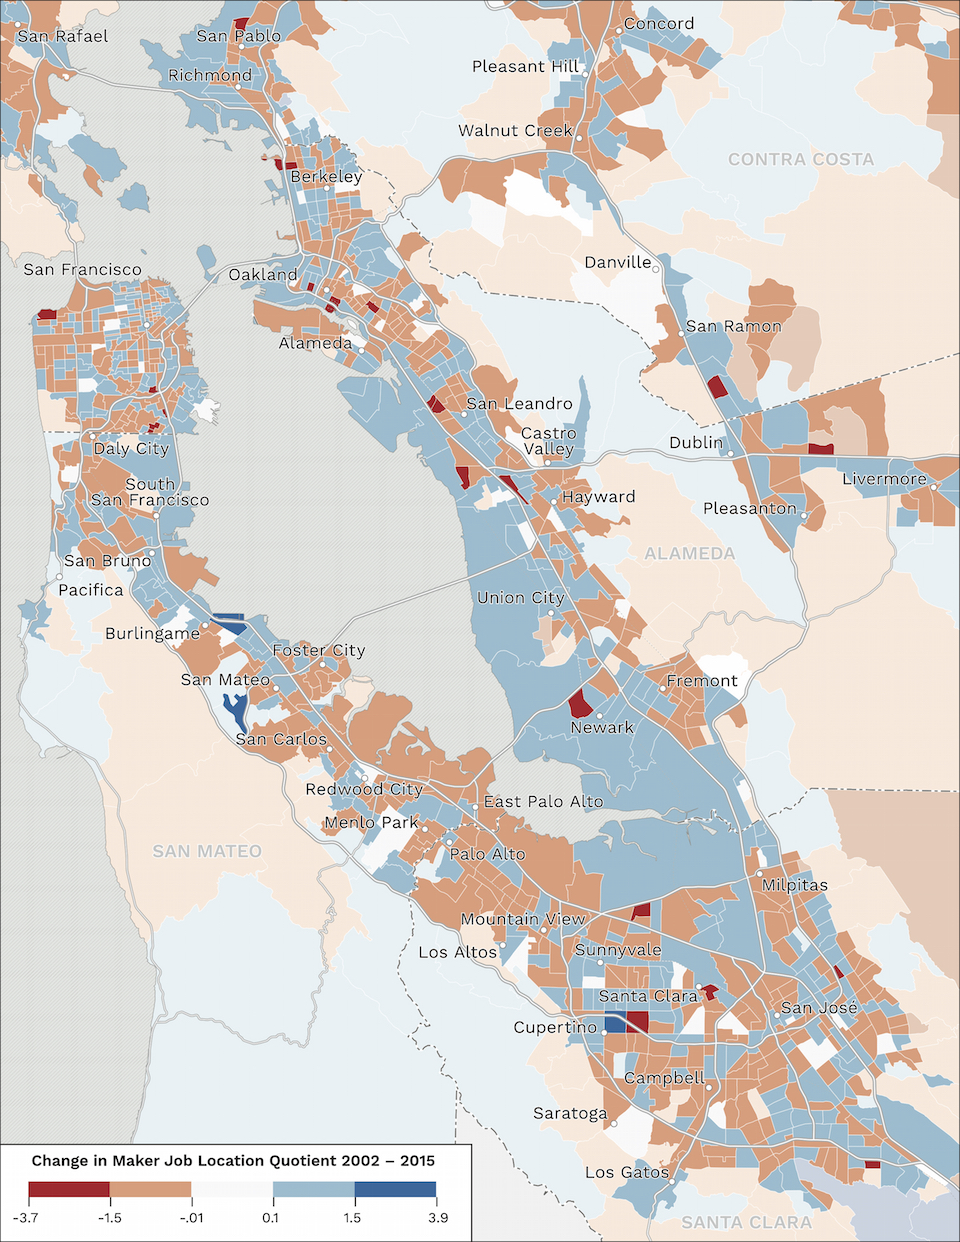 Concord
San Rafael
San Pablo
Pleasant Hill
Richmond
Walnut Creek
CONTRA COSTA
Berkeley
Danville
San Francisco
Oakland
San Ramon
Alameda
San Leandro
Castro
Valley
Dublin
Daly City
Livermore
South
San Francisco
Hayward
Pleasanton
ALAMEDA
San Bruno
Pacifica
Union City
Burlingame
Foster City
San Mateo
Fremont
Newark
San Carlos
Redwood City
East Palo Alto
Menlo Park
SAN MATEO
Palo Alto
Milpitas
Mountain View
Los Altos
Sunnyvale
Santa Clara
San José
Cupertino
Campbell
Saratoga
Los Gatos
SANTA CLARA
Change in Maker Job Location Quotient 2002 – 2015
-3.7 -1.5 -.01 0.1 1.5 3.9